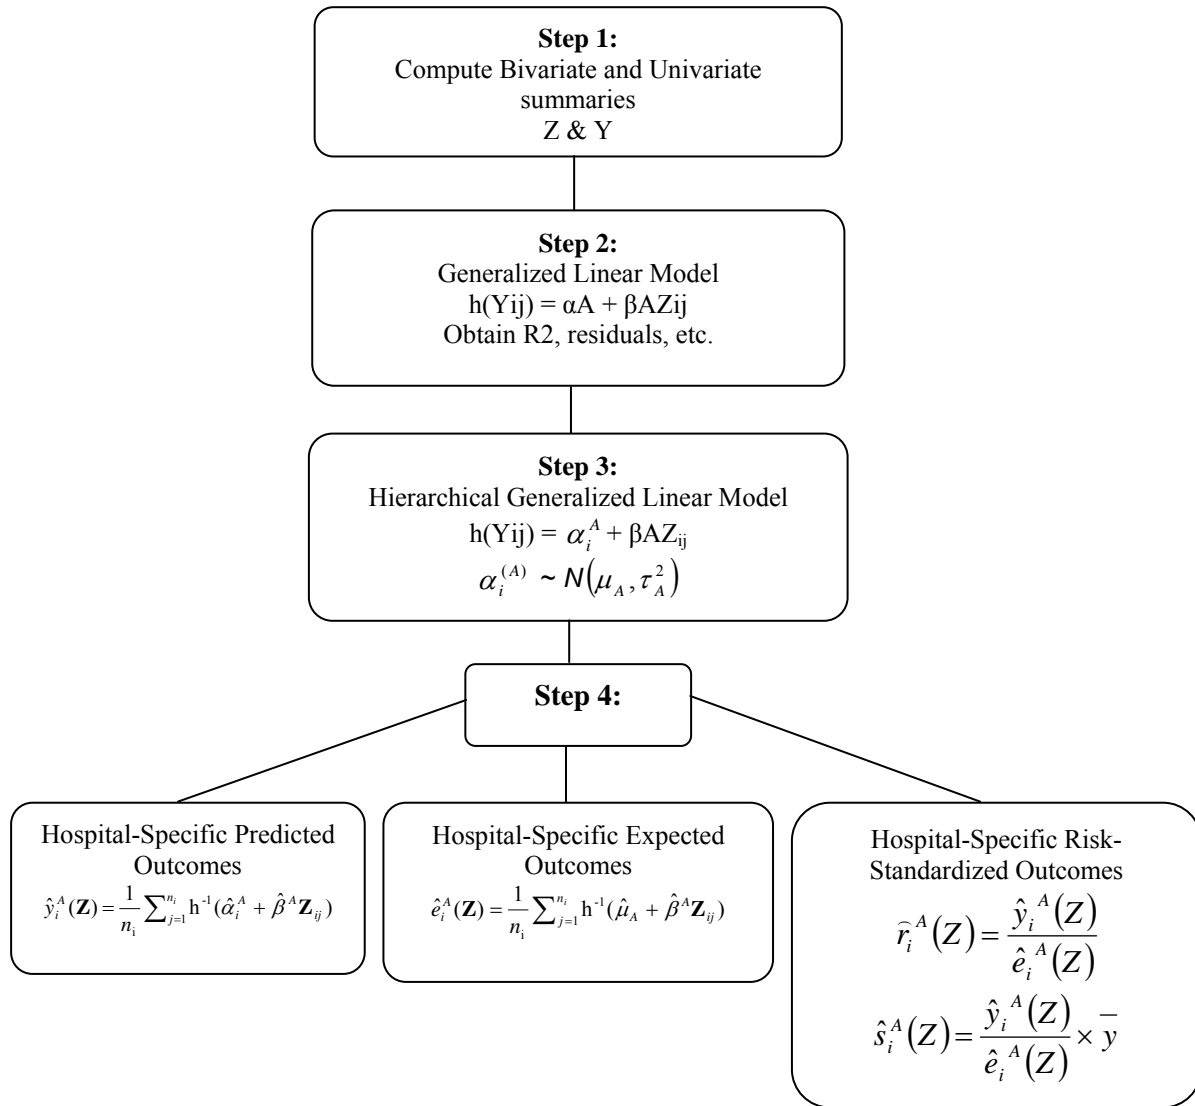 Step 1:
Compute Bivariate and Univariate
summaries
Z & Y
Step 2:
Generalized Linear Model
h(Yij) = αA + βAZij
Obtain R2, residuals, etc.
Step 3:
Hierarchical Generalized Linear Model
h(Yij) = α_i^A + βAZ_ij
α_i^(A) ~ N(μ_A, τ_A^2)
Step 4:
Hospital-Specific Predicted
Outcomes
ŷ_i^A(Z) = 1/n_i ∑_{j=1}^{n_i} h^-1(α̂_i^A + β̂^A Z_ij)
Hospital-Specific Expected
Outcomes
ê_i^A(Z) = 1/n_i ∑_{j=1}^{n_i} h^-1(μ̂_A + β̂^A Z_ij)
Hospital-Specific Risk-
Standardized Outcomes
r̂_i^A(Z) = ŷ_i^A(Z) / ê_i^A(Z)
ŝ_i^A(Z) = ŷ_i^A(Z) / ê_i^A(Z) × ȳ